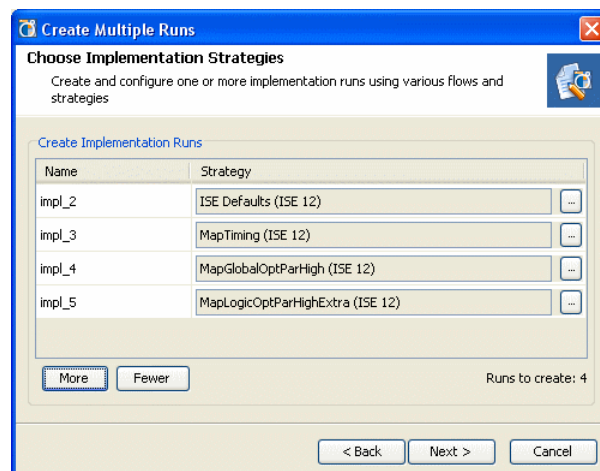 Create Multiple Runs
Choose Implementation Strategies
Create and configure one or more implementation runs using various flows and
strategies
Create Implementation Runs
Name Strategy
impl_2 ISE Defaults (ISE 12) ...
impl_3 MapTiming (ISE 12) ...
impl_4 MapGlobalOptParHigh (ISE 12) ...
impl_5 MapLogicOptParHighExtra (ISE 12) ...
More Fewer Runs to create: 4
< Back Next > Cancel